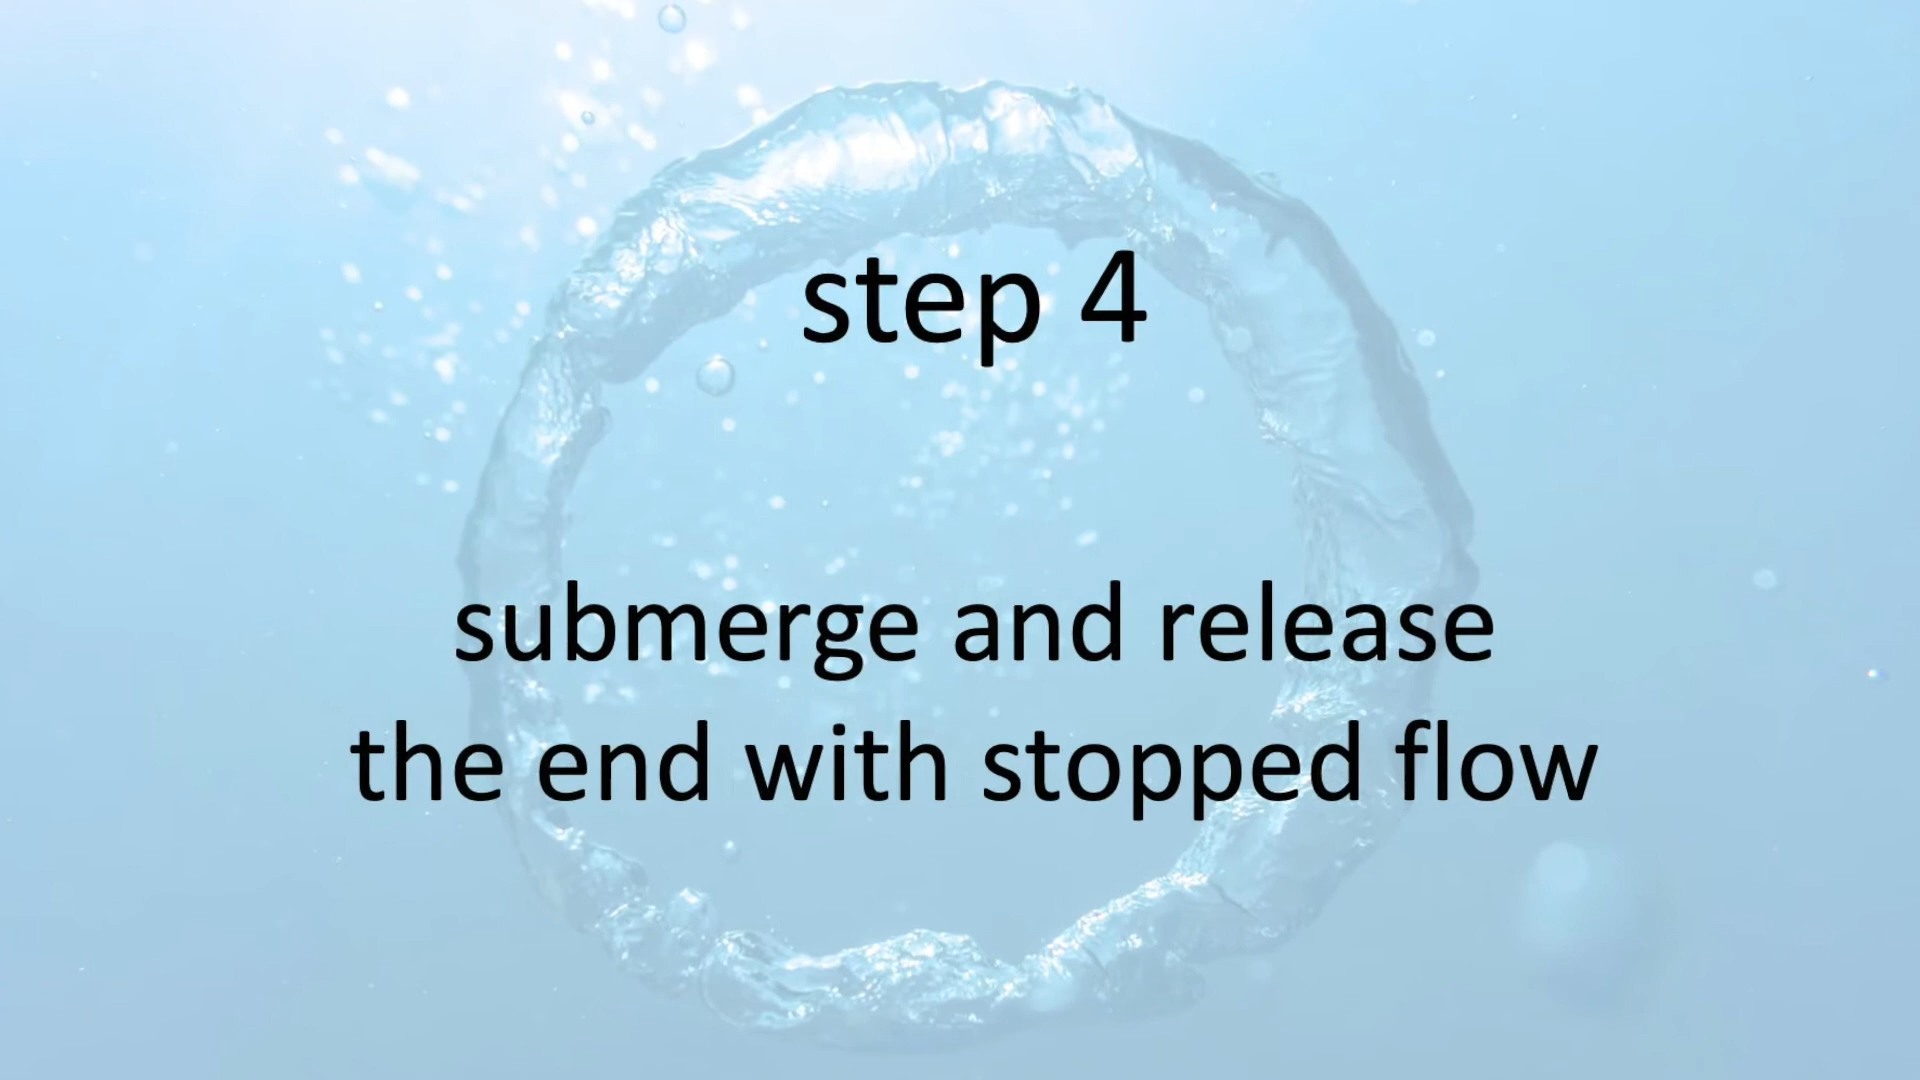 step 4
submerge and release
the end with stopped flow